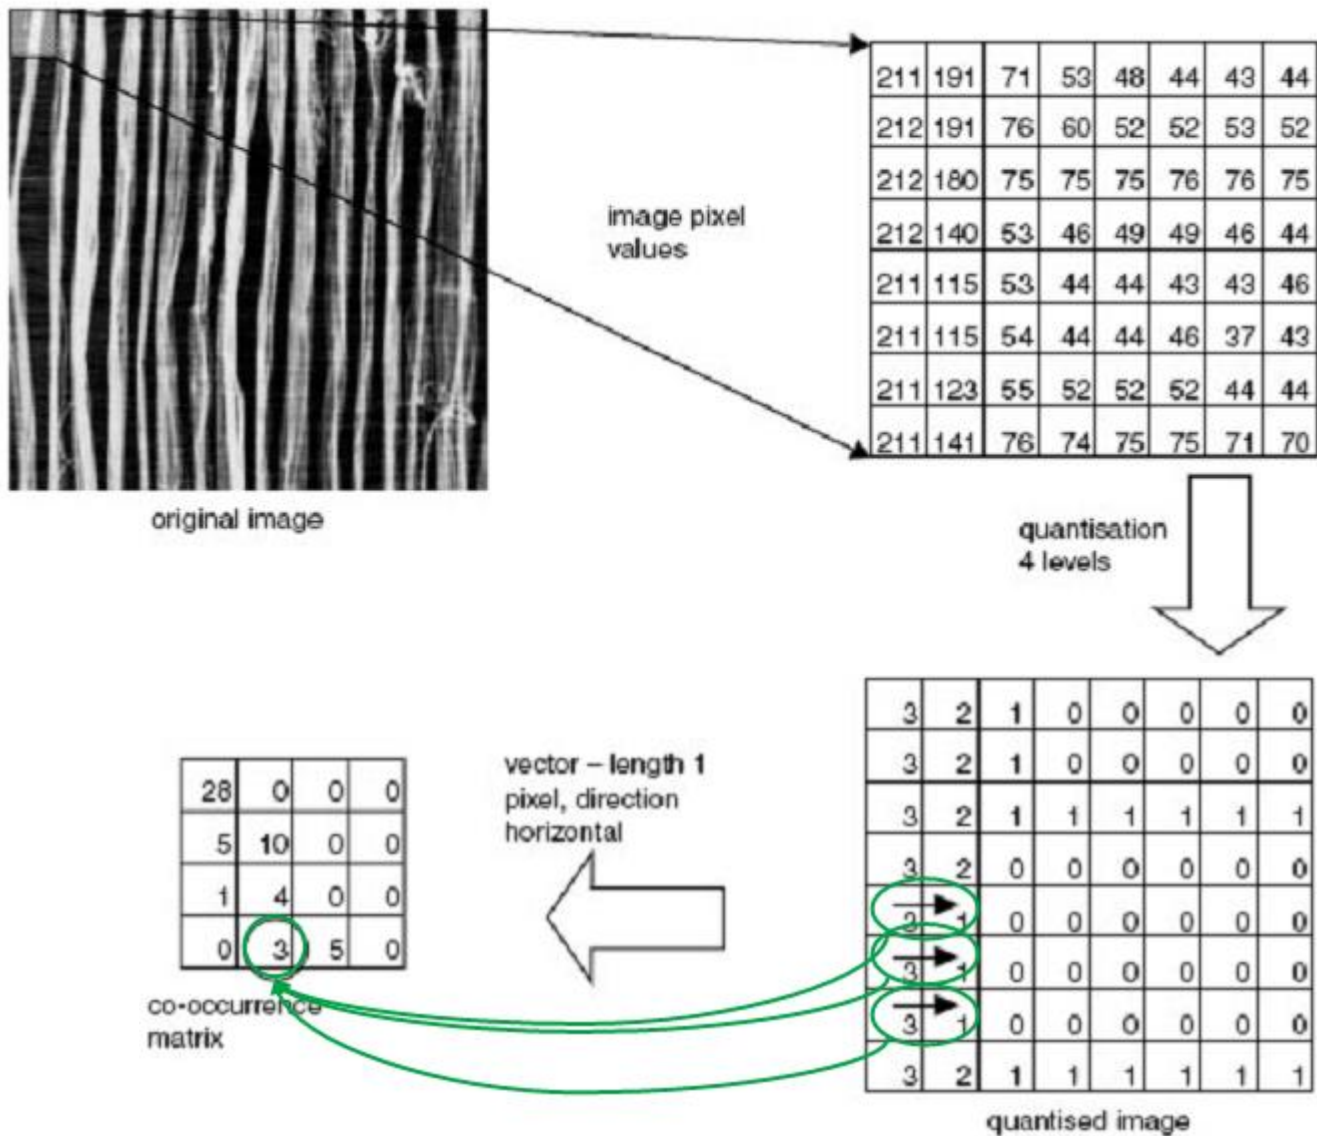 211 191 71 53 48 44 43 44
212 191 76 60 52 52 53 52
212 180 75 75 75 76 76 75
212 140 53 46 49 49 46 44
211 115 53 44 44 43 43 46
211 115 54 44 44 46 37 43
211 123 55 52 52 52 44 44
211 141 76 74 75 75 71 70
image pixel
values
original image
quantisation
4 levels
3 2 1 0 0 0 0 0
3 2 1 0 0 0 0 0
3 2 1 1 1 1 1 1
3 2 0 0 0 0 0 0
3 1 0 0 0 0 0 0
3 1 0 0 0 0 0 0
3 1 0 0 0 0 0 0
3 2 1 1 1 1 1 1
quantised image
vector – length 1
pixel, direction
horizontal
28 0 0 0
5 10 0 0
1 4 0 0
0 3 5 0
co-occurrence
matrix